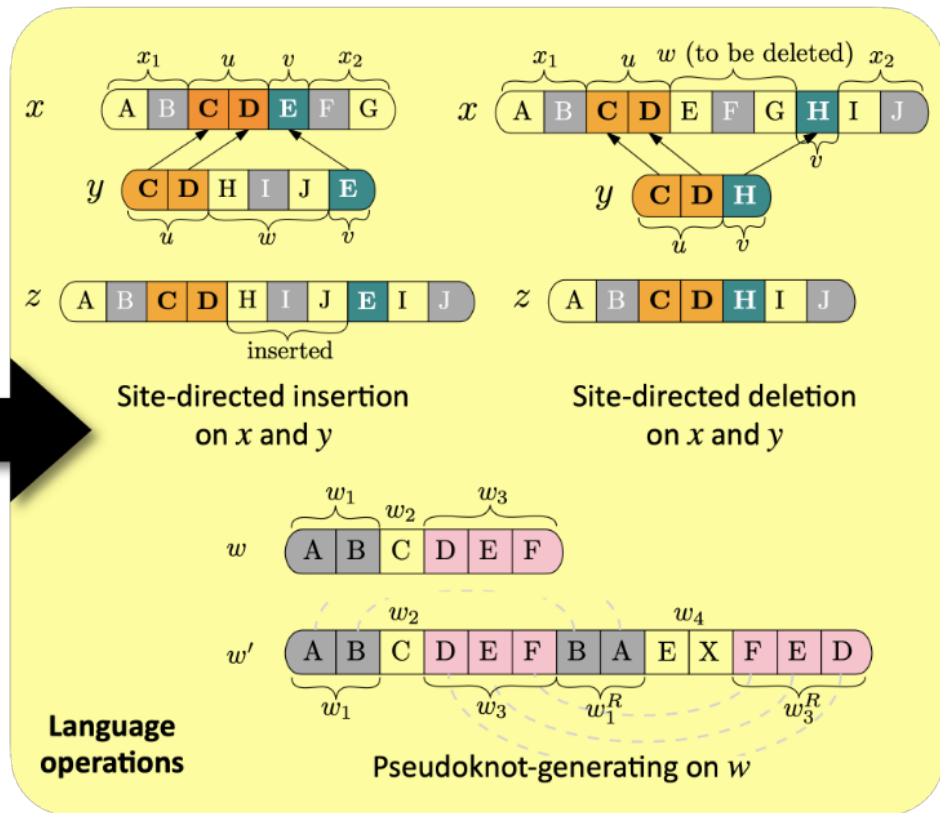 x₁ u v x₂
x A B C D E F G
y C D H I J E
u w v
z A B C D H I J E I J
inserted
Site-directed insertion
on x and y
x₁ u w (to be deleted) x₂
x A B C D E F G H I J
v
y C D H
u v
z A B C D H I J
Site-directed deletion
on x and y
w₁ w₂ w₃
w A B C D E F
w₂ w₄
w′ A B C D E F B A E X F E D
w₁ w₃ w₁ᴿ w₃ᴿ
Language
operations
Pseudoknot-generating on w